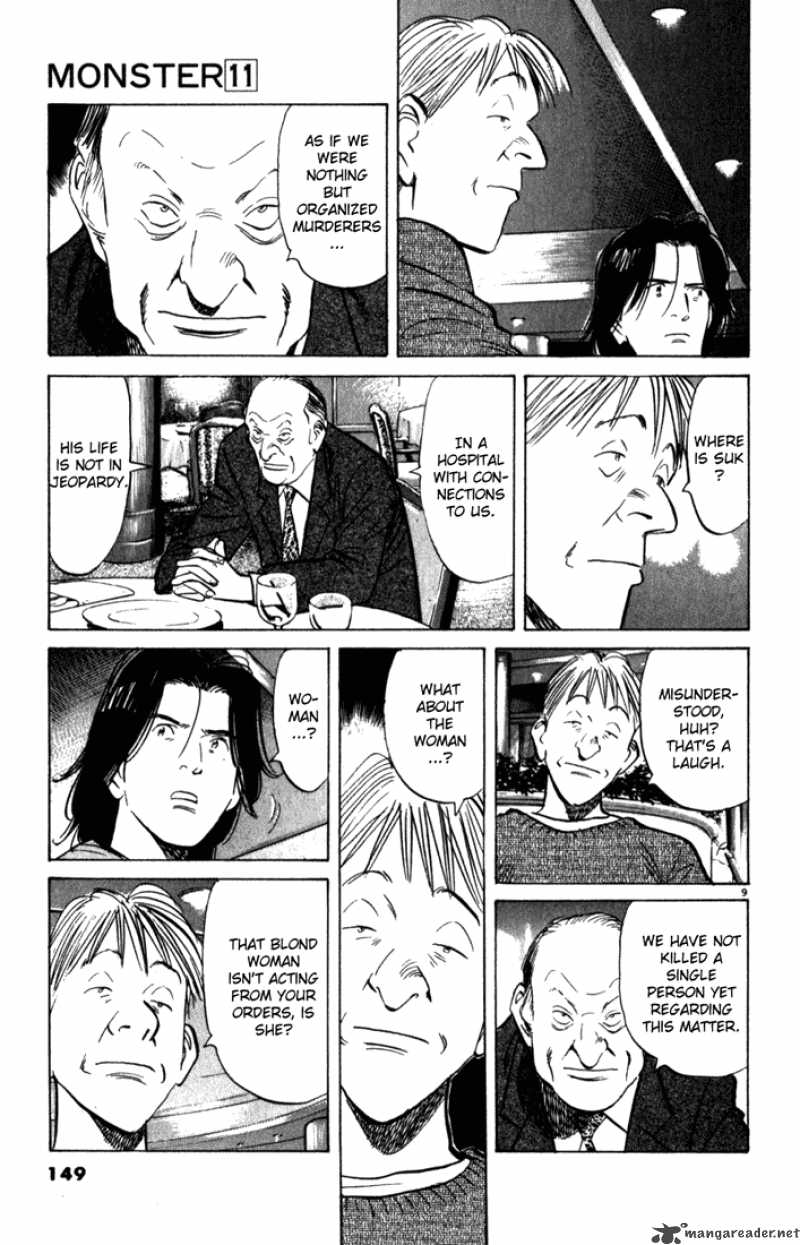 MONSTER 11
AS IF WE
WERE
NOTHING
BUT
ORGANIZED
MURDERERS
...
WHERE
IS SUK
?
IN A
HOSPITAL
WITH CON-
NECTIONS
TO US.
HIS LIFE
IS NOT IN
JEOPARDY.
MISUNDER-
STOOD,
HUH?
THAT'S A
LAUGH.
9
WE HAVE NOT
KILLED A
SINGLE
PERSON YET
REGARDING
THIS MATTER.
WHAT
ABOUT
THE
WOMAN
...?
WO-
MAN
...?
THAT BLOND
WOMAN
ISN'T ACTING
FROM YOUR
ORDERS, IS
SHE?
149
mangareader.net